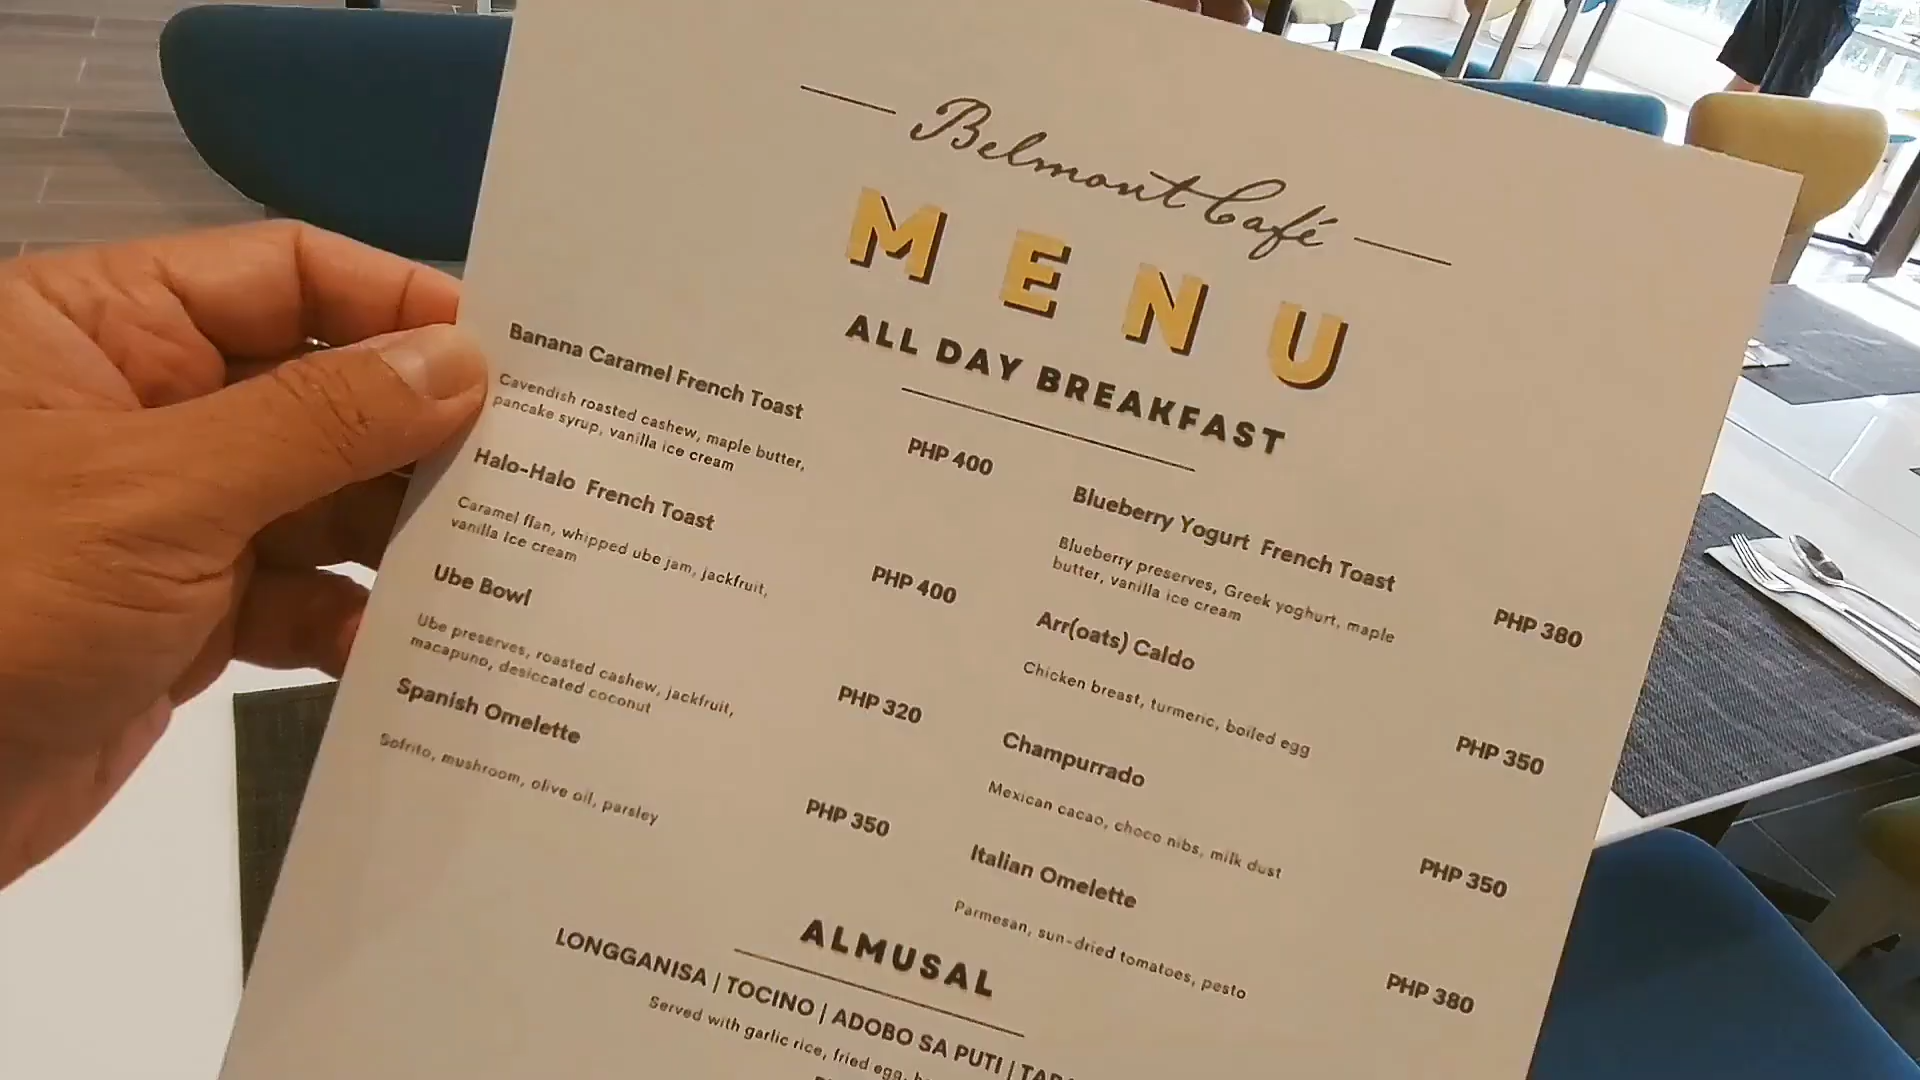 Belmont Café
MENU
ALL DAY BREAKFAST
Banana Caramel French Toast
Cavendish roasted cashew, maple butter,
pancake syrup, vanilla ice cream
PHP 400
Halo-Halo French Toast
Caramel flan, whipped ube jam, jackfruit,
vanilla ice cream
PHP 400
Ube Bowl
Ube preserves, roasted cashew, jackfruit,
macapuno, desiccated coconut
PHP 320
Spanish Omelette
Sofrito, mushroom, olive oil, parsley
PHP 350
Blueberry Yogurt French Toast
Blueberry preserves, Greek yoghurt, maple
butter, vanilla ice cream
PHP 380
Arr(oats) Caldo
Chicken breast, turmeric, boiled egg
PHP 350
Champurrado
Mexican cacao, choco nibs, milk dust
PHP 350
Italian Omelette
Parmesan, sun-dried tomatoes, pesto
PHP 380
ALMUSAL
LONGGANISA | TOCINO | ADOBO SA PUTI |
Served with garlic rice, fried egg,